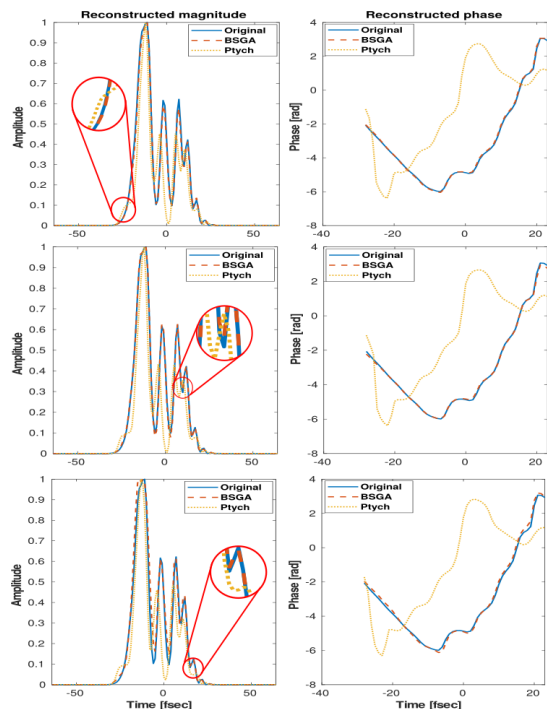 Reconstructed magnitude
Reconstructed phase
Original
BSGA
Ptych
Original
BSGA
Ptych
Amplitude
1
0.9
0.8
0.7
0.6
0.5
0.4
0.3
0.2
0.1
0
-50
0
50
Phase [rad]
4
2
0
-2
-4
-6
-8
-40
-20
0
20
Original
BSGA
Ptych
Original
BSGA
Ptych
Amplitude
1
0.9
0.8
0.7
0.6
0.5
0.4
0.3
0.2
0.1
0
-50
0
50
Phase [rad]
4
2
0
-2
-4
-6
-8
-40
-20
0
20
Original
BSGA
Ptych
Original
BSGA
Ptych
Amplitude
1
0.9
0.8
0.7
0.6
0.5
0.4
0.3
0.2
0.1
0
-50
0
50
Time [fsec]
Phase [rad]
4
2
0
-2
-4
-6
-8
-40
-20
0
20
Time [fsec]